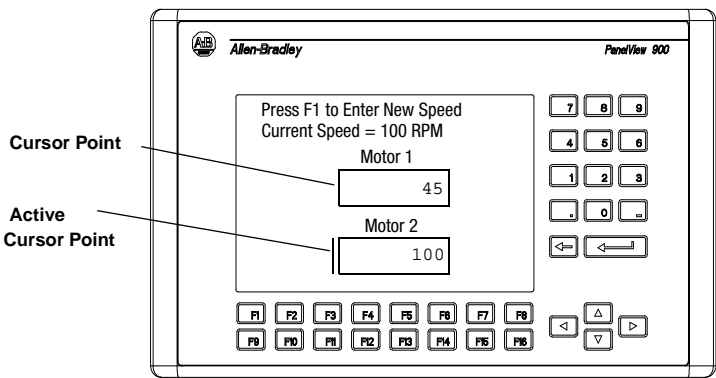 A-B
Allen-Bradley
PanelView 900
Press F1 to Enter New Speed
Current Speed = 100 RPM
Cursor Point
Motor 1
45
Active
Cursor Point
Motor 2
100
7 8 9
4 5 6
1 2 3
. 0 -
F1 F2 F3 F4 F5 F6 F7 F8
F9 F10 F11 F12 F13 F14 F15 F16